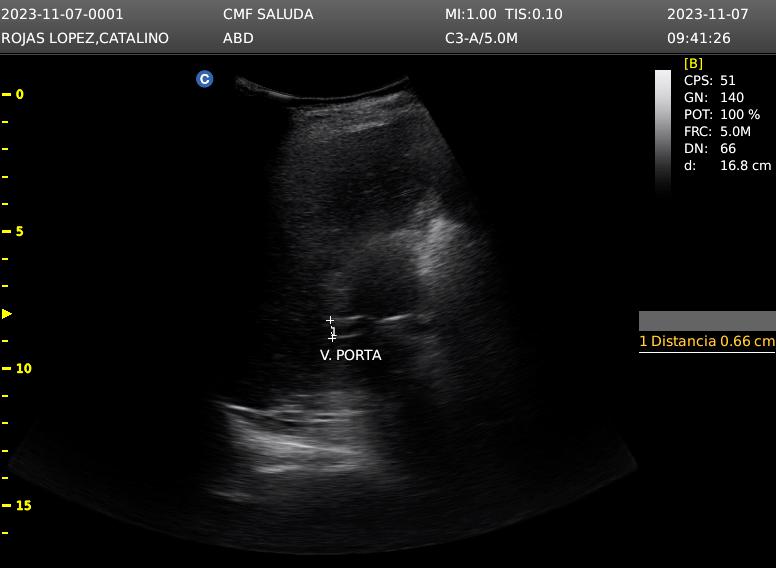 2023-11-07-0001 CMF SALUDA MI:1.00 TIS:0.10 2023-11-07
ROJAS LOPEZ,CATALINO ABD C3-A/5.0M 09:41:26
C
[B]
CPS: 51
GN: 140
POT: 100 %
FRC: 5.0M
DN: 66
d: 16.8 cm
0
5
10
15
1
V. PORTA
1 Distancia 0.66 cm